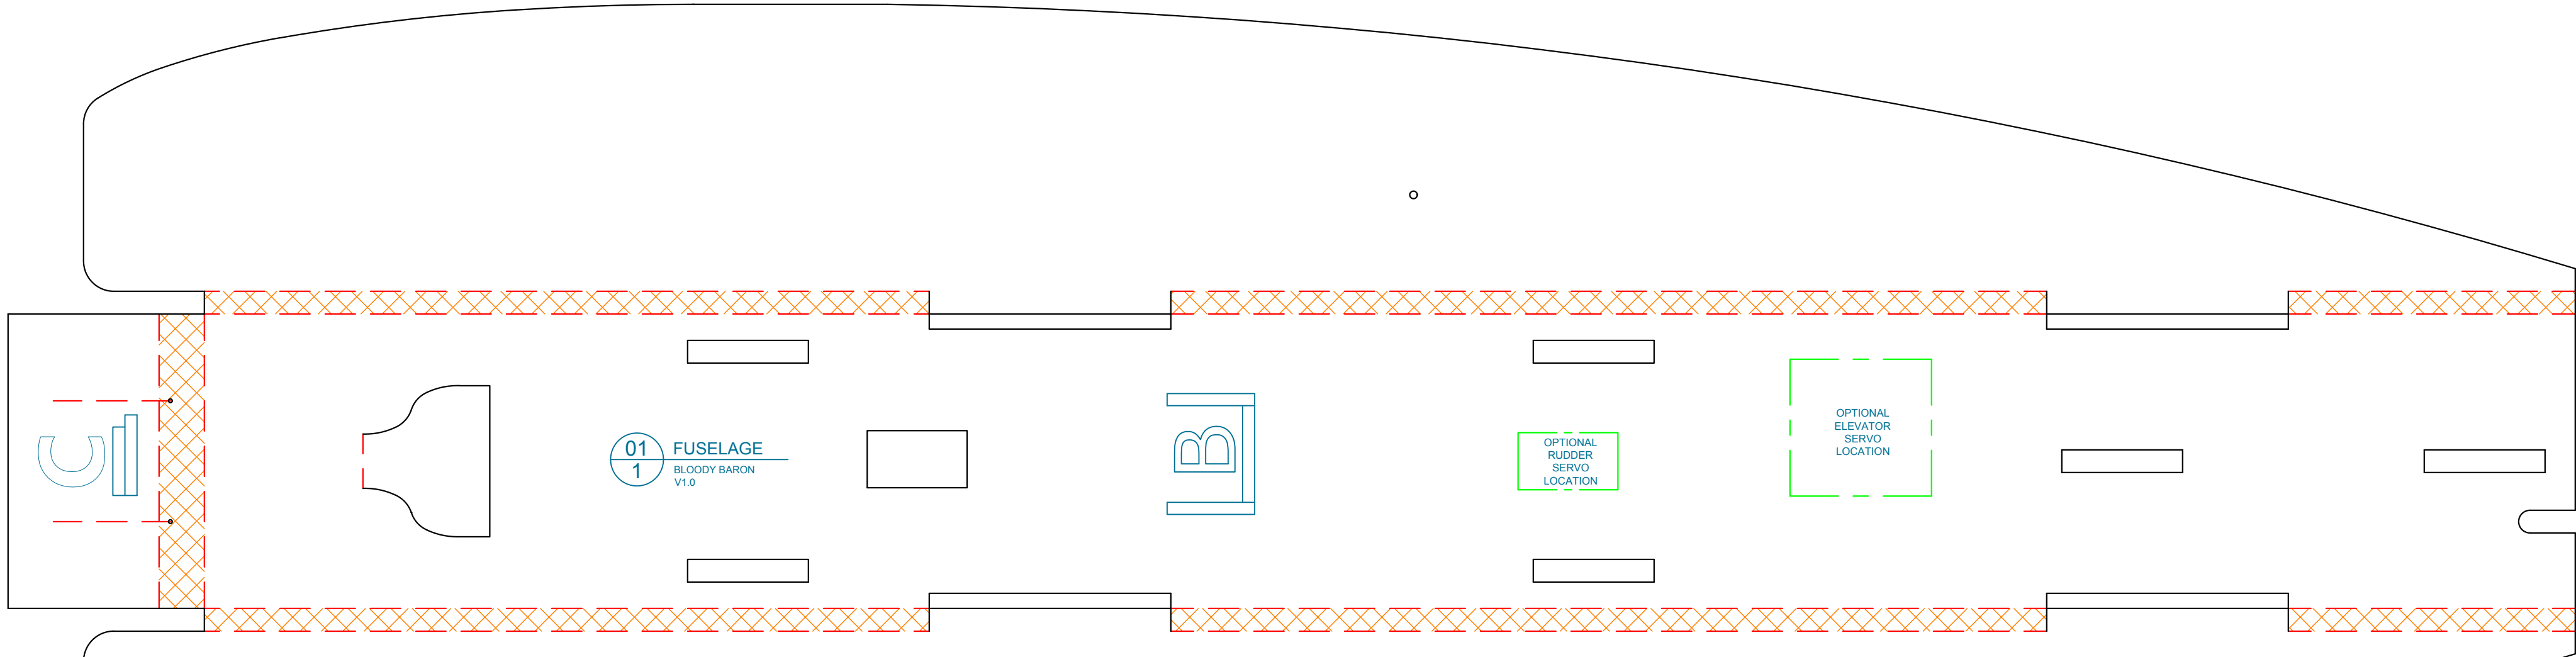 C
01
1
FUSELAGE
BLOODY BARON
V1.0
B
OPTIONAL
RUDDER
SERVO
LOCATION
OPTIONAL
ELEVATOR
SERVO
LOCATION